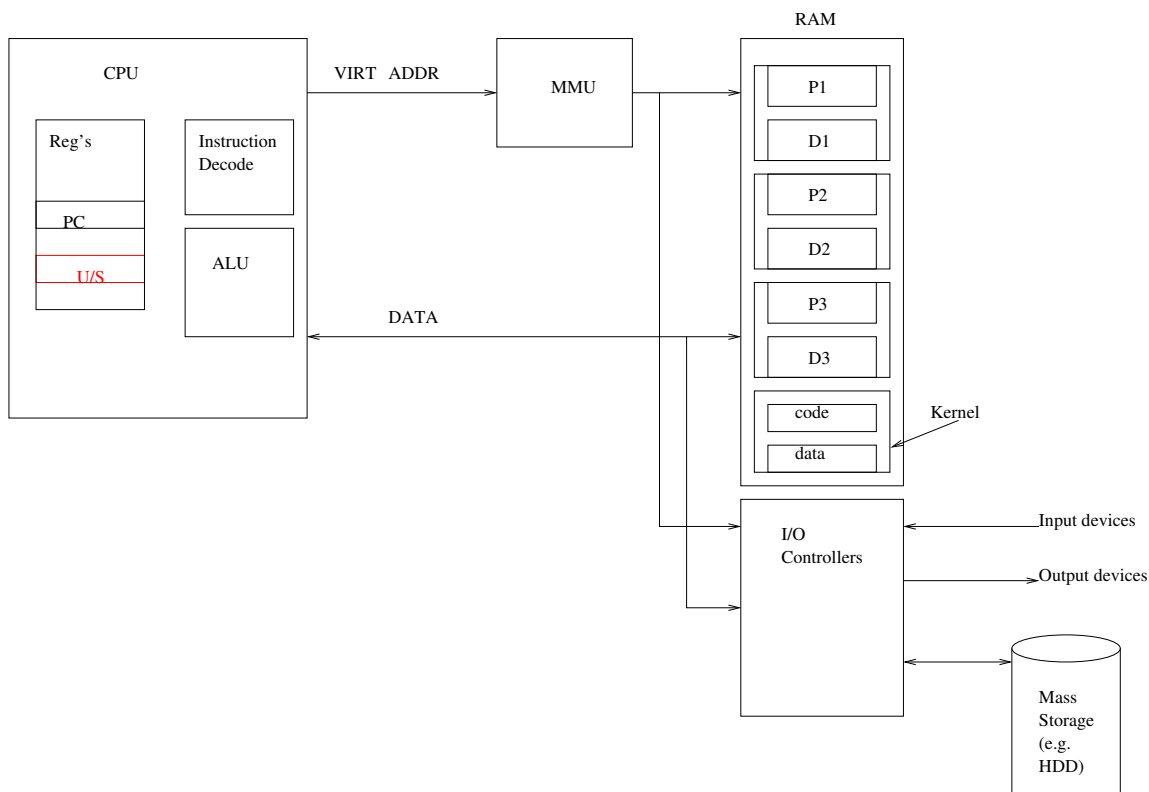 RAM
CPU
VIRT ADDR
MMU
P1
Reg's
Instruction
Decode
D1
P2
PC
D2
ALU
U/S
P3
DATA
D3
code
Kernel
data
I/O
Controllers
Input devices
Output devices
Mass
Storage
(e.g.
HDD)